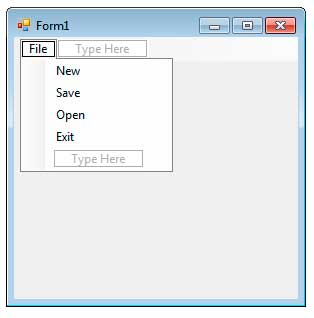 Form1
File Type Here
New
Save
Open
Exit
Type Here